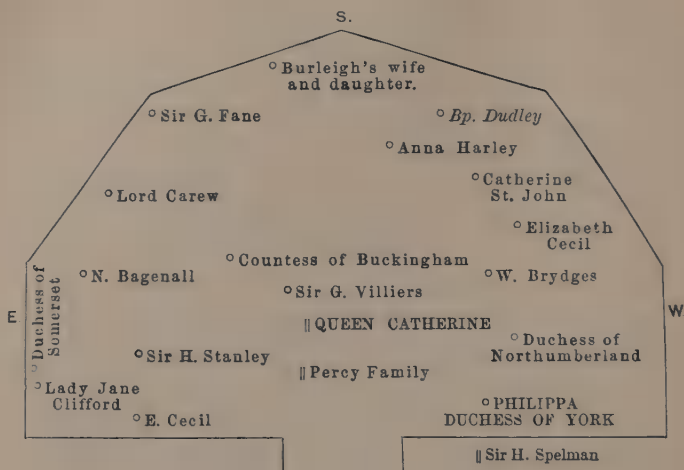 S.
Burleigh's wife
and daughter.
Sir G. Fane
Bp. Dudley
Anna Harley
Catherine
St. John
Lord Carew
Elizabeth
Cecil
Countess of Buckingham
N. Bagenall
W. Brydges
Duchess of
Somerset
Sir G. Villiers
E
W
QUEEN CATHERINE
Duchess of
Northumberland
Sir H. Stanley
Percy Family
Lady Jane
Clifford
PHILIPPA
DUCHESS OF YORK
E. Cecil
Sir H. Spelman